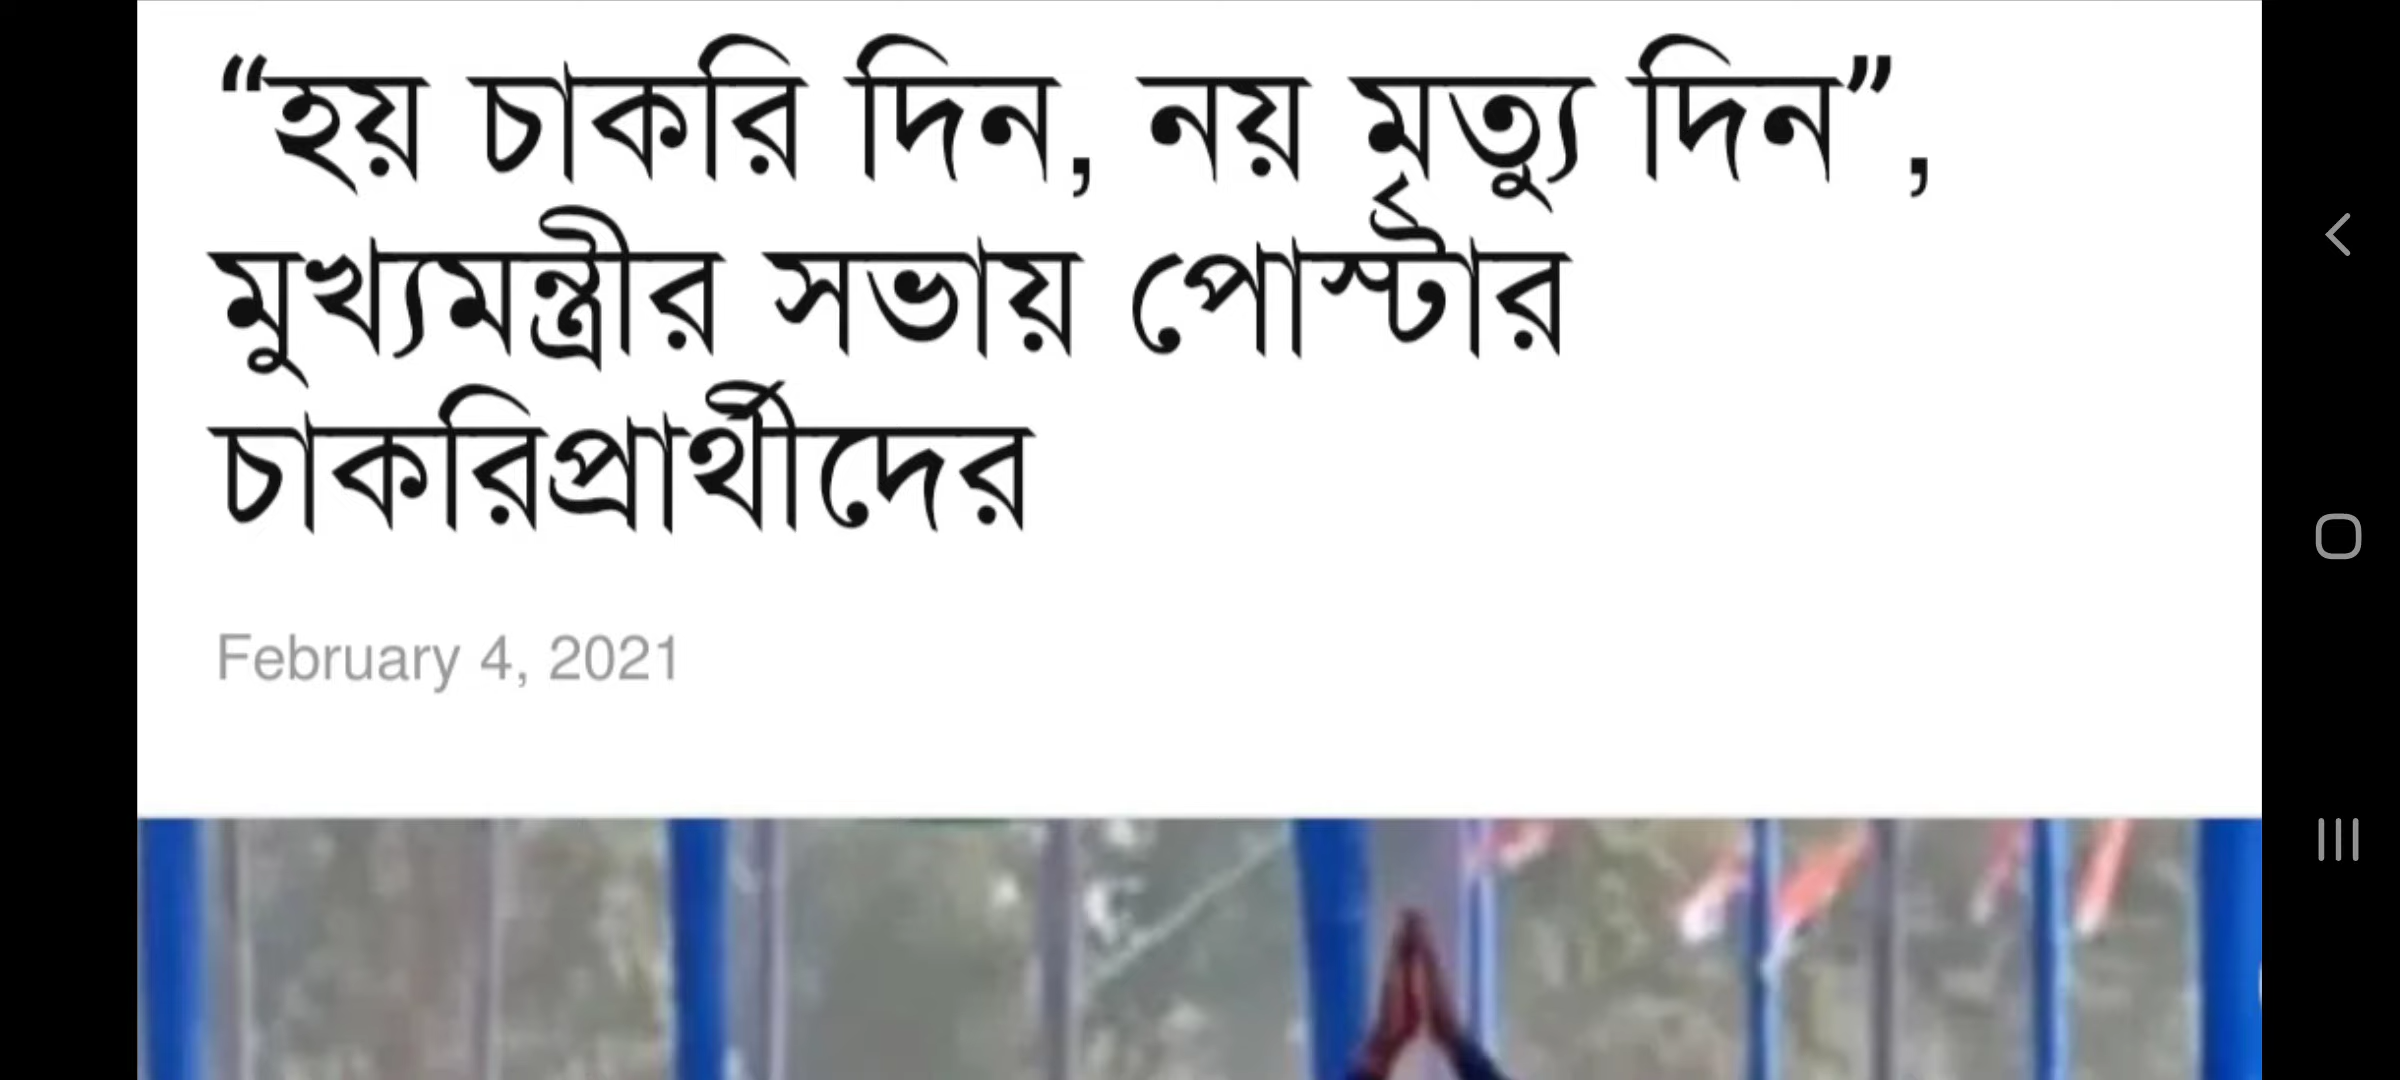 “হয় চাকরি দিন, নয় মৃত্যু দিন”,
মুখ্যমন্ত্রীর সভায় পোস্টার
চাকরিপ্রার্থীদের
February 4, 2021